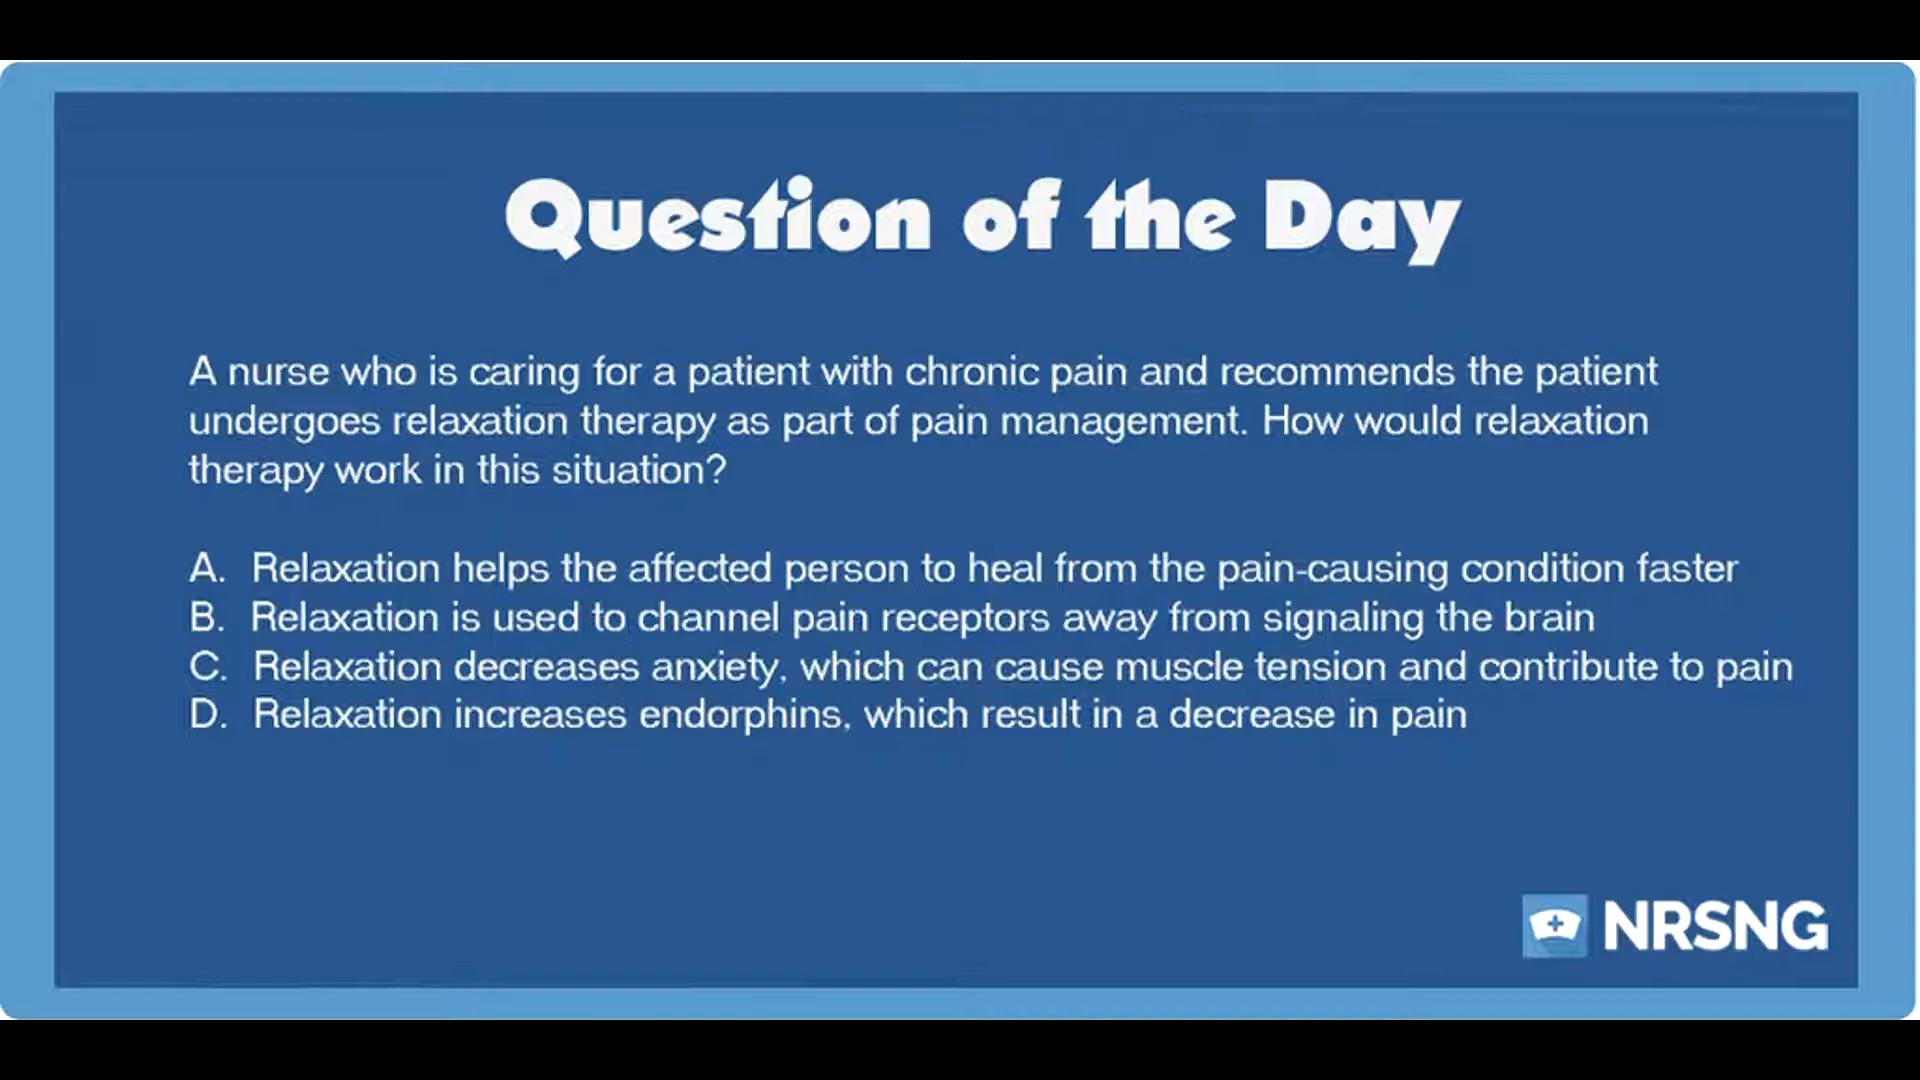 Question of the Day
A nurse who is caring for a patient with chronic pain and recommends the patient
undergoes relaxation therapy as part of pain management. How would relaxation
therapy work in this situation?
A. Relaxation helps the affected person to heal from the pain-causing condition faster
B. Relaxation is used to channel pain receptors away from signaling the brain
C. Relaxation decreases anxiety, which can cause muscle tension and contribute to pain
D. Relaxation increases endorphins, which result in a decrease in pain
NRSNG